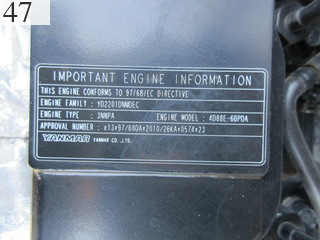 47
IMPORTANT ENGINE INFORMATION
THIS ENGINE CONFORMS TO 97/68/EC DIRECTIVE
ENGINE FAMILY : YD2201DNMDEC
ENGINE TYPE : 3NNPA ENGINE MODEL : 4D88E-6BPDA
APPROVAL NUMBER : e13*97/68DA*2010/26KA*0574*23
YANMAR YANMAR CO.,LTD.